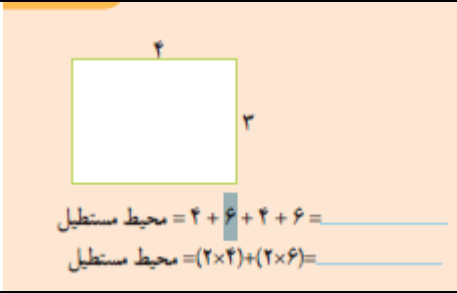 ۴
۳
محیط مستطیل = ۴ + ۶ + ۴ + ۶ =
محیط مستطیل =(۲×۴)+(۲×۶)=